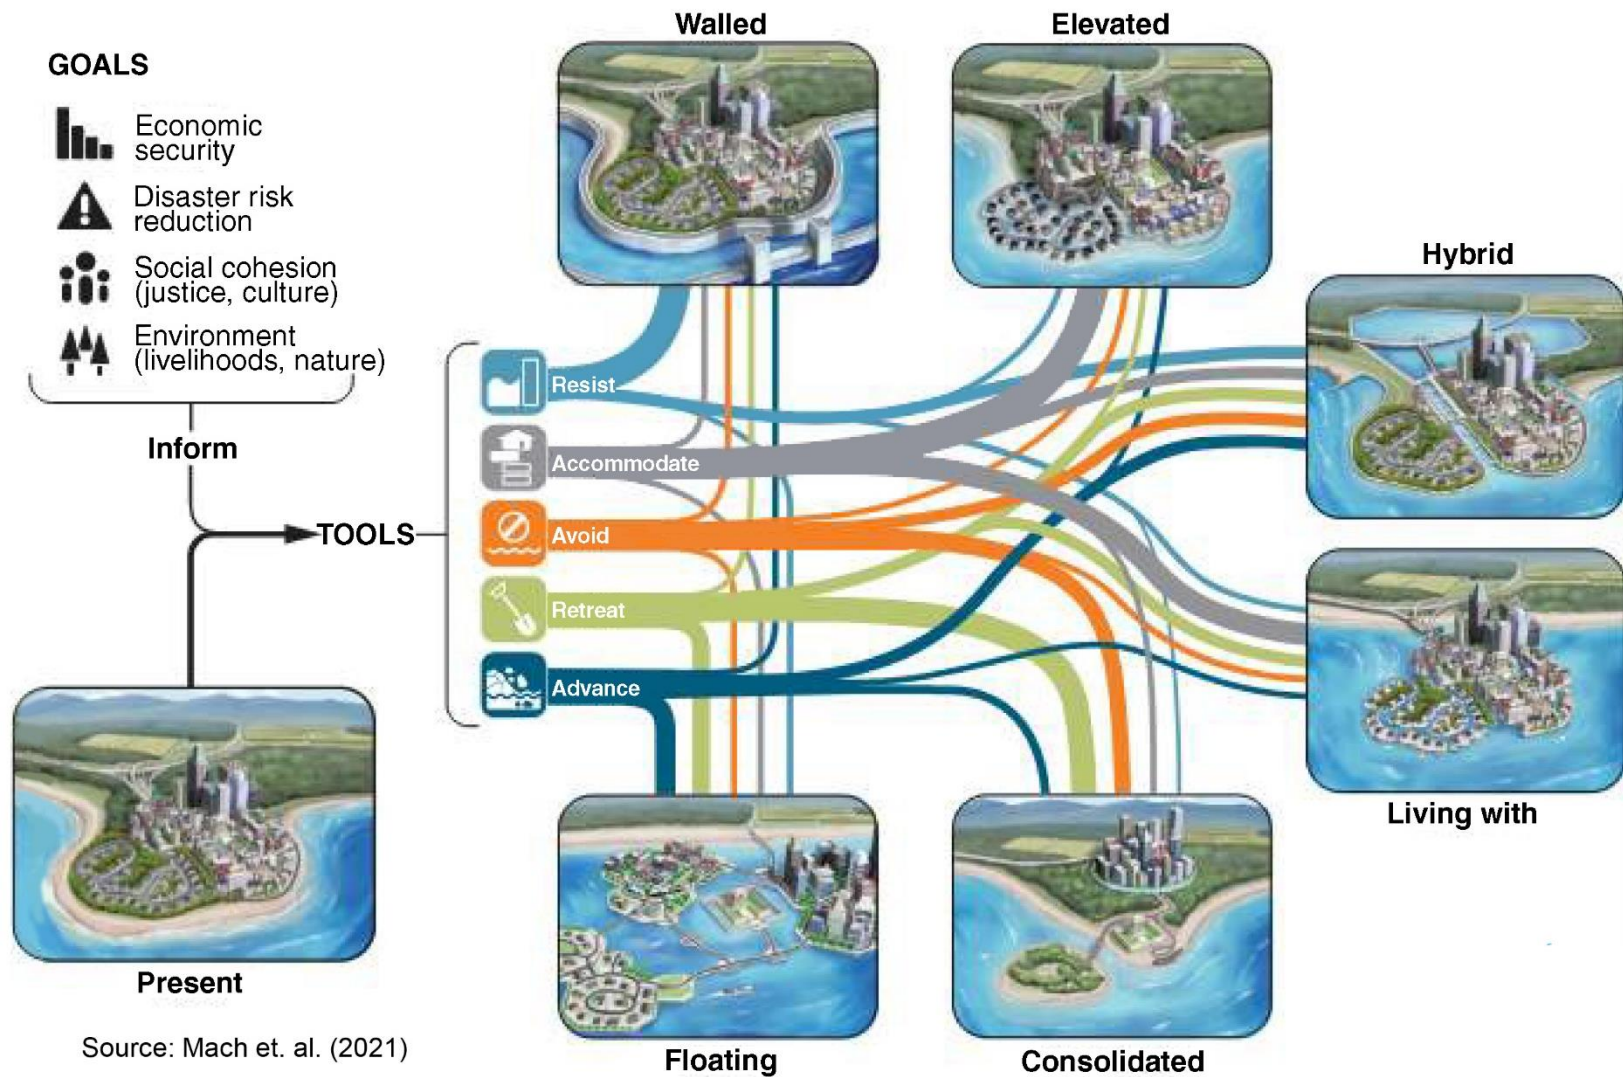 GOALS
Economic
security
Disaster risk
reduction
Social cohesion
(justice, culture)
Environment
(livelihoods, nature)
Inform
TOOLS
Resist
Accommodate
Avoid
Retreat
Advance
Walled
Elevated
Hybrid
Living with
Present
Floating
Consolidated
Source: Mach et. al. (2021)